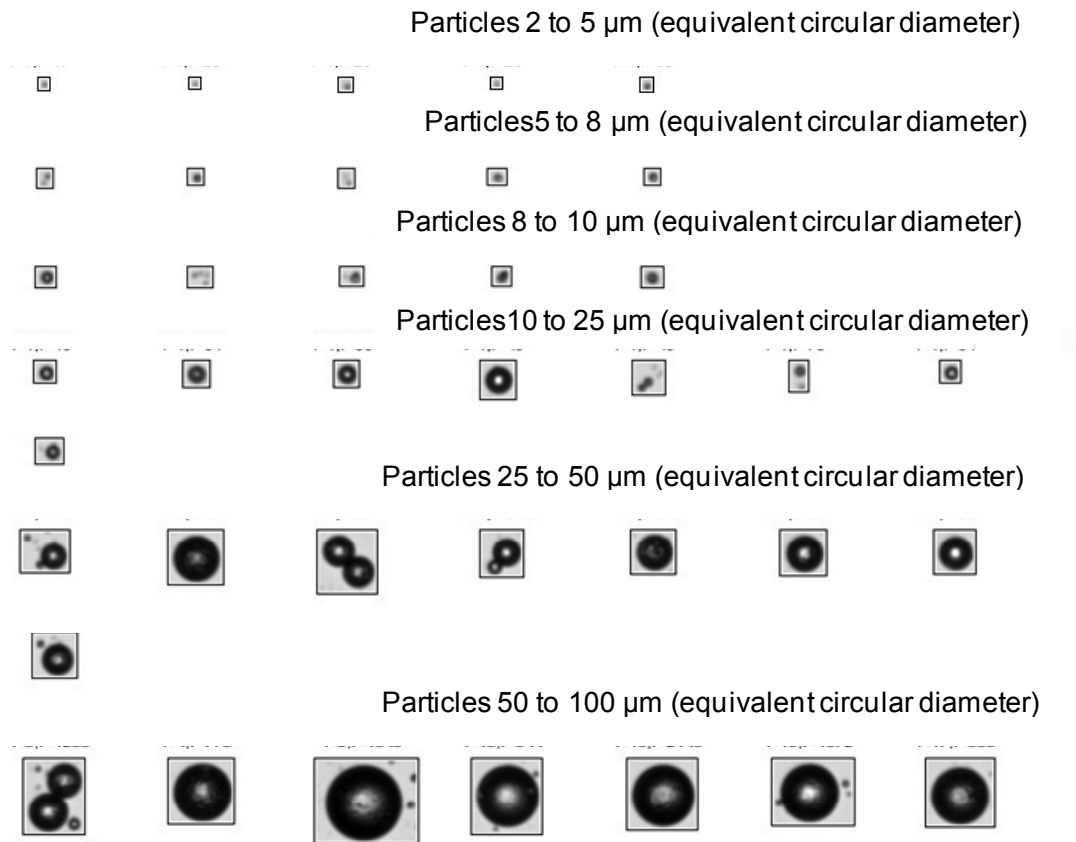 Particles 2 to 5 µm (equivalent circular diameter)
Particles5 to 8 µm (equivalent circular diameter)
Particles 8 to 10 µm (equivalent circular diameter)
Particles10 to 25 µm (equivalent circular diameter)
Particles 25 to 50 µm (equivalent circular diameter)
Particles 50 to 100 µm (equivalent circular diameter)